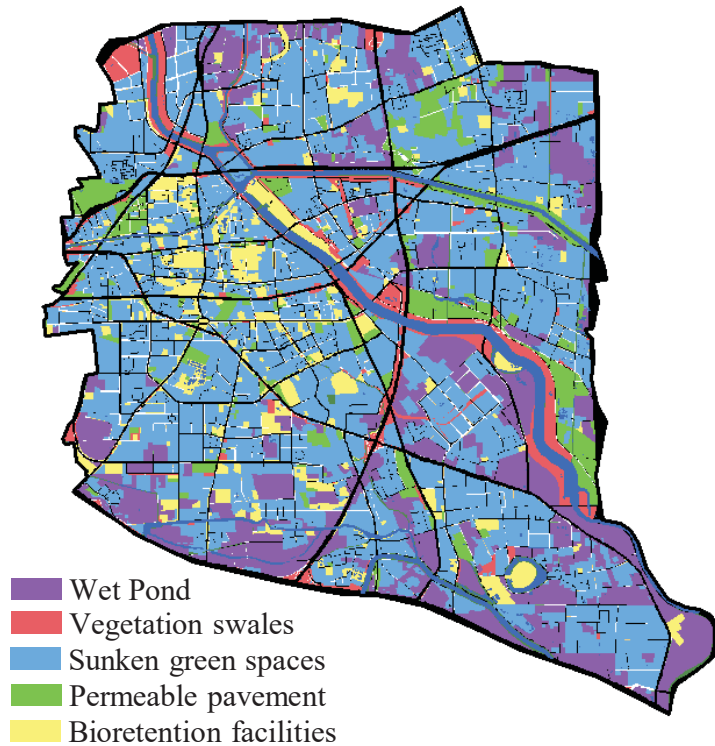 Wet Pond
Vegetation swales
Sunken green spaces
Permeable pavement
Bioretention facilities